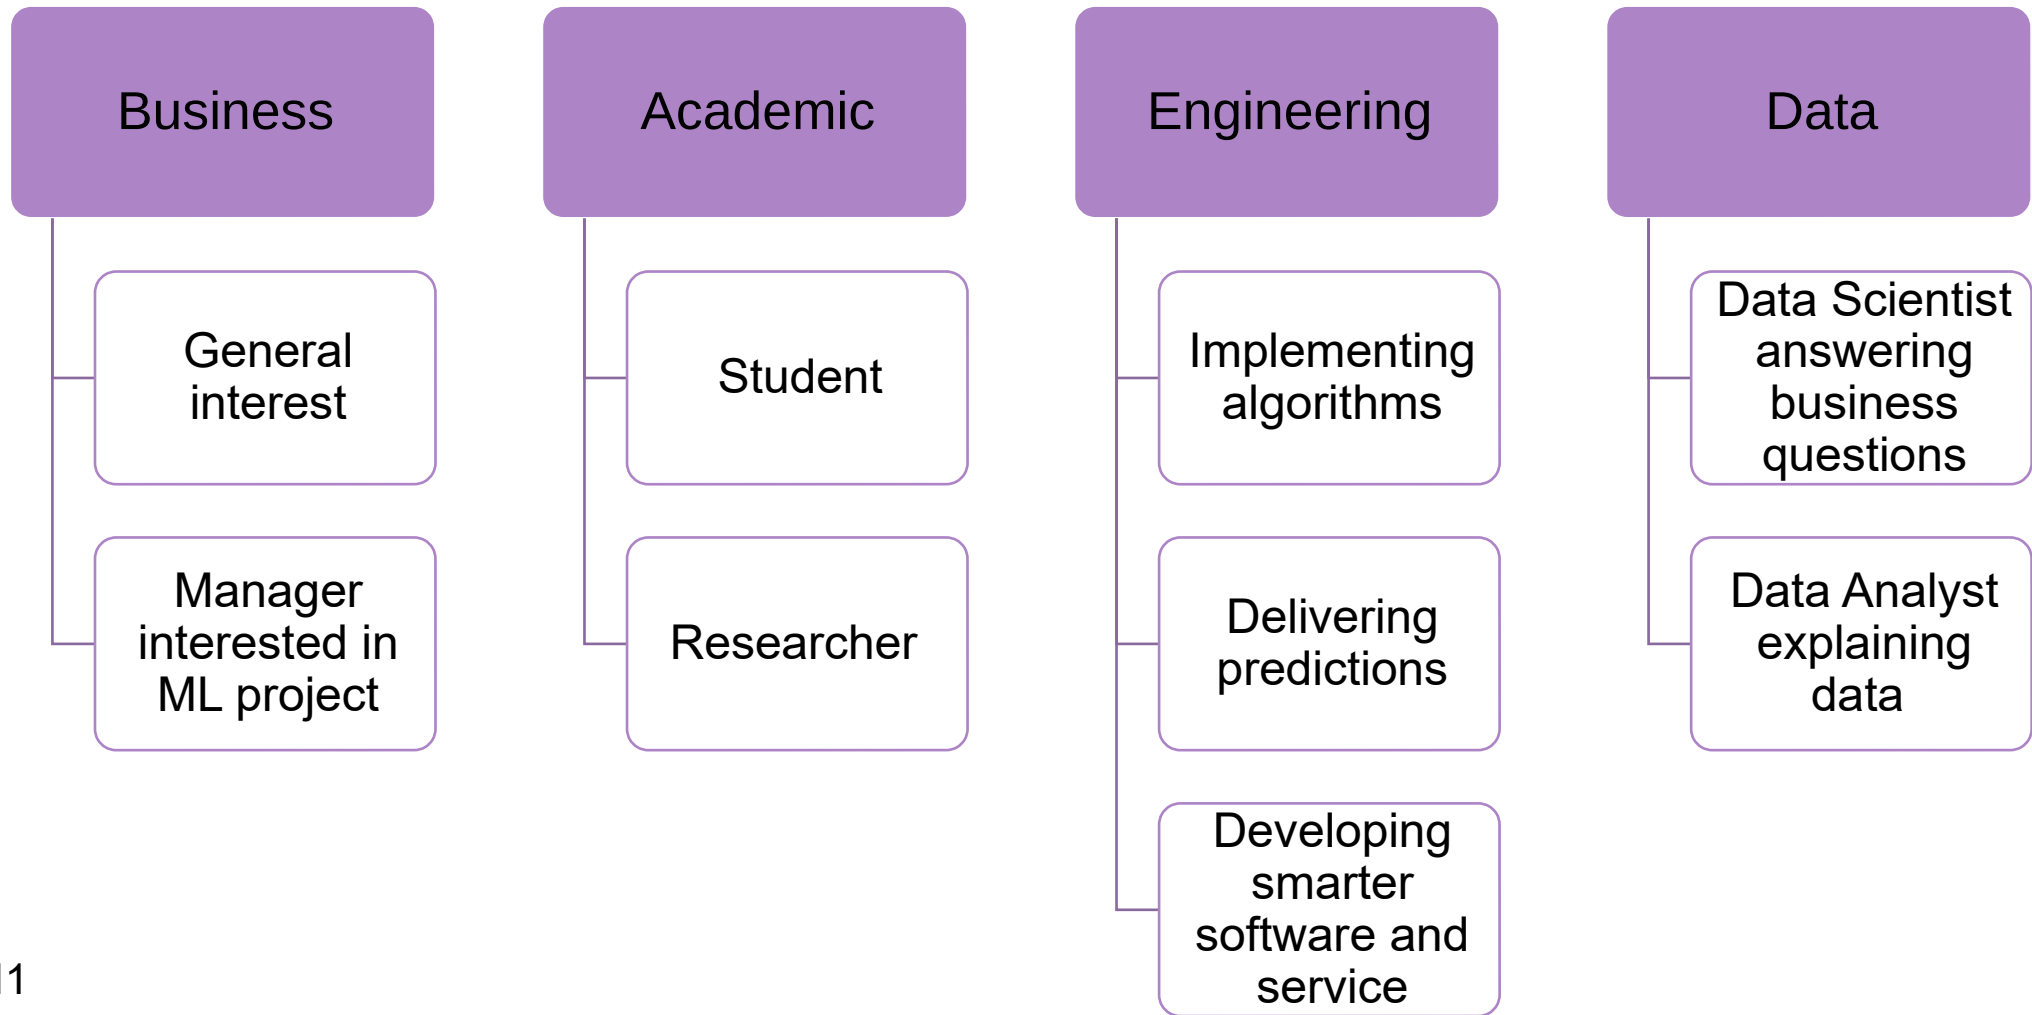 Business
General
interest
Manager
interested in
ML project
Academic
Student
Researcher
Engineering
Implementing
algorithms
Delivering
predictions
Developing
smarter
software and
service
Data
Data Scientist
answering
business
questions
Data Analyst
explaining
data
11